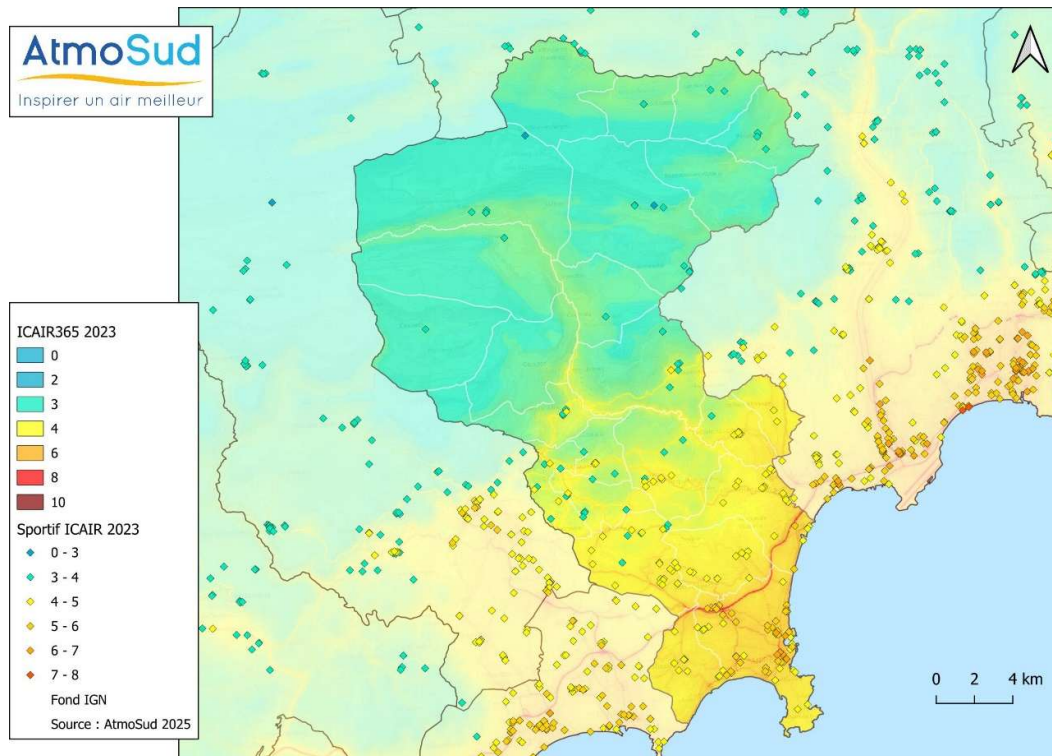 AtmoSud
Inspirer un air meilleur
ICAIR365 2023
0
2
3
4
6
8
10
Sportif ICAIR 2023
0 - 3
3 - 4
4 - 5
5 - 6
6 - 7
7 - 8
Fond IGN
Source : AtmoSud 2025
0 2 4 km